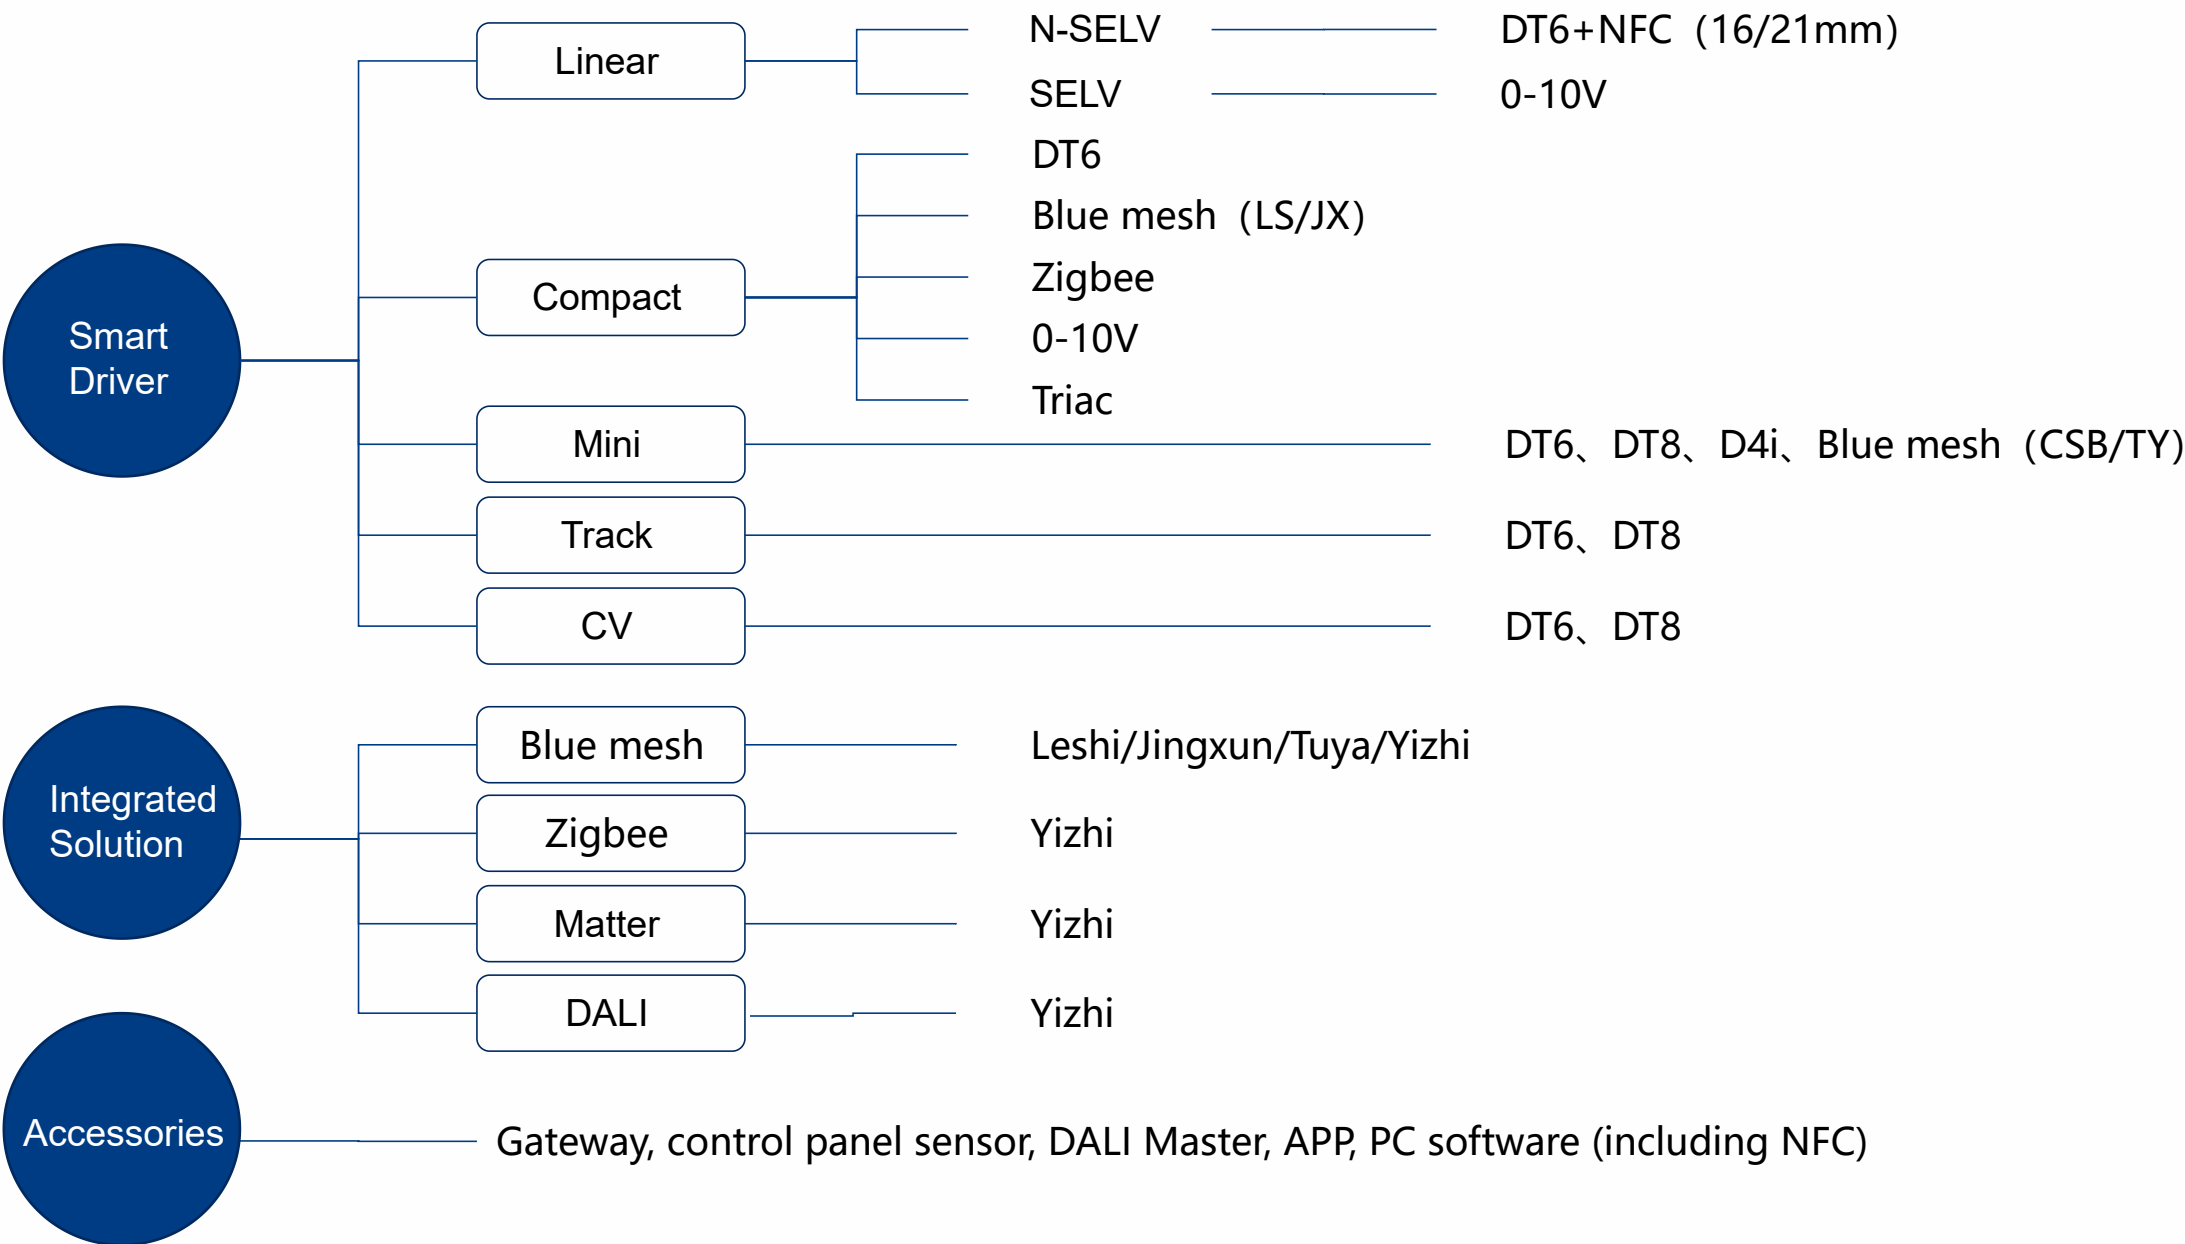 Smart
Driver
Linear
N-SELV
DT6+NFC（16/21mm）
SELV
0-10V
Compact
DT6
Blue mesh（LS/JX）
Zigbee
0-10V
Triac
Mini
DT6、DT8、D4i、Blue mesh（CSB/TY）
Track
DT6、DT8
CV
DT6、DT8
Integrated
Solution
Blue mesh
Leshi/Jingxun/Tuya/Yizhi
Zigbee
Yizhi
Matter
Yizhi
DALI
Yizhi
Accessories
Gateway, control panel sensor, DALI Master, APP, PC software (including NFC)